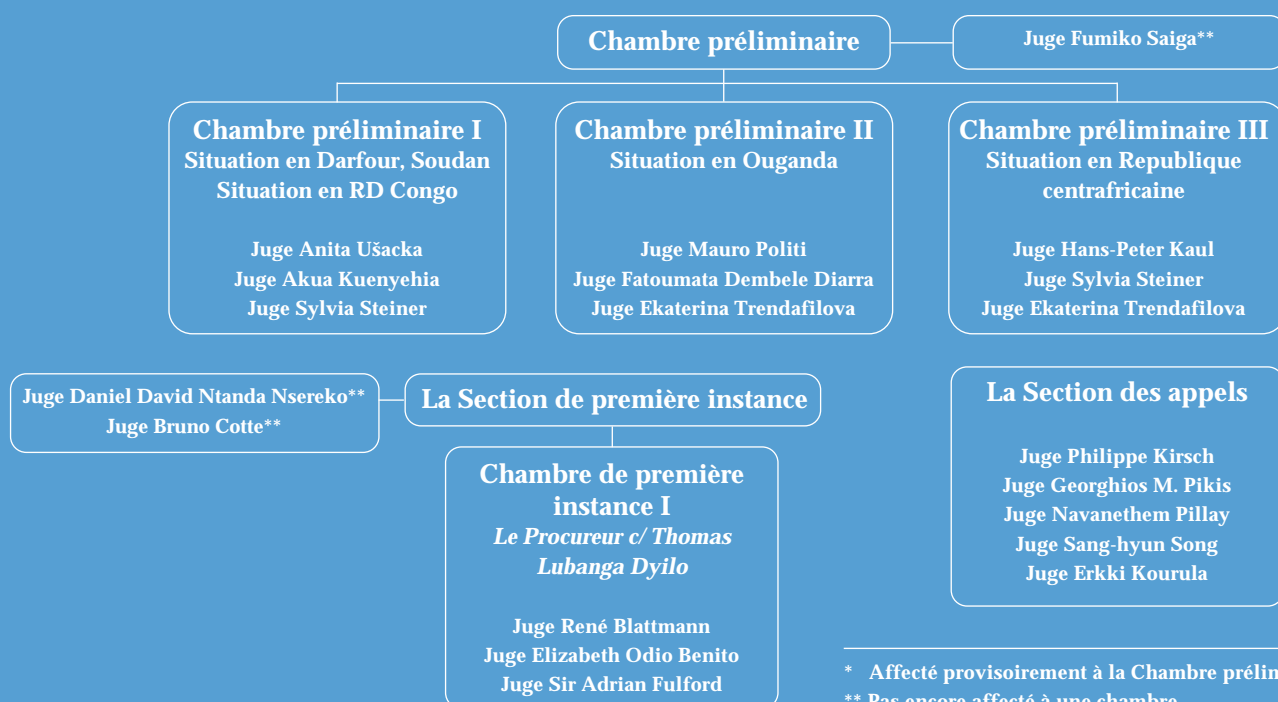 Chambre préliminaire
Juge Fumiko Saiga**
Chambre préliminaire I
Situation en Darfour, Soudan
Situation en RD Congo
Juge Anita Ušacka
Juge Akua Kuenyehia
Juge Sylvia Steiner
Chambre préliminaire II
Situation en Ouganda
Juge Mauro Politi
Juge Fatoumata Dembele Diarra
Juge Ekaterina Trendafilova
Chambre préliminaire III
Situation en Republique
centrafricaine
Juge Hans-Peter Kaul
Juge Sylvia Steiner
Juge Ekaterina Trendafilova
Juge Daniel David Ntanda Nsereko**
Juge Bruno Cotte**
La Section de première instance
Chambre de première
instance I
Le Procureur c/ Thomas
Lubanga Dyilo
Juge René Blattmann
Juge Elizabeth Odio Benito
Juge Sir Adrian Fulford
La Section des appels
Juge Philippe Kirsch
Juge Georghios M. Pikis
Juge Navanethem Pillay
Juge Sang-hyun Song
Juge Erkki Kourula
* Affecté provisoirement à la Chambre prélim
** Pas encore affecté à une chambre